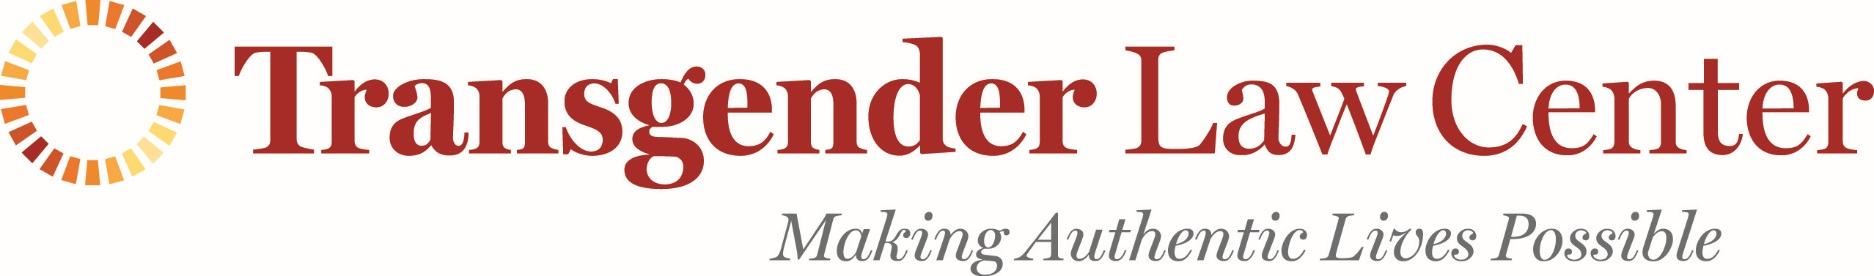 Transgender Law Center
Making Authentic Lives Possible